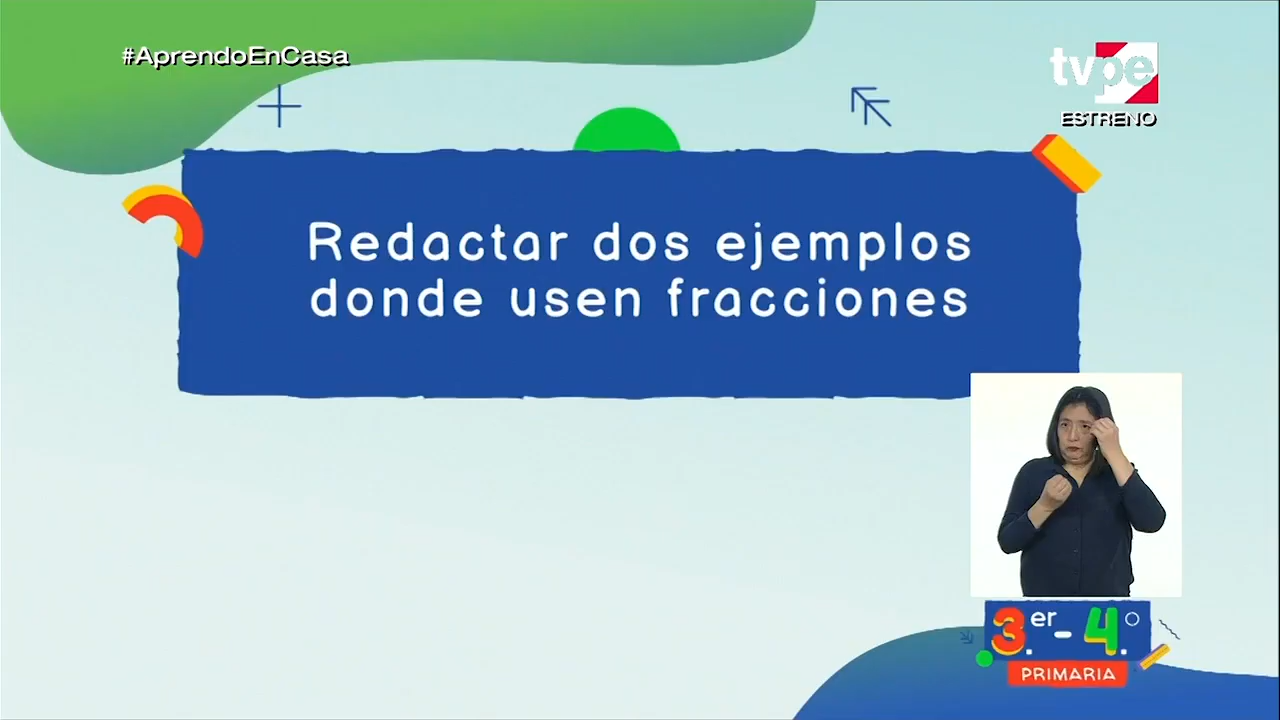 #AprendoEnCasa
tvpe
ESTRENO
Redactar dos ejemplos
donde usen fracciones
3.er - 4.°
PRIMARIA